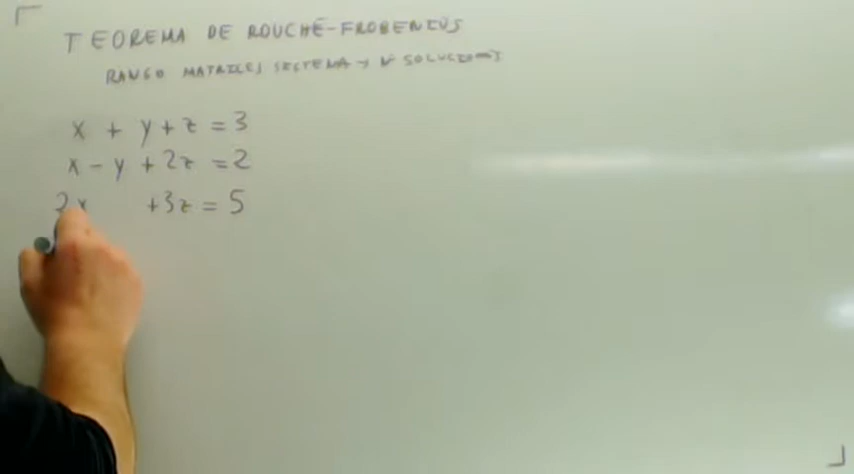 TEOREMA DE ROUCHÉ-FROBENIUS
RANGO MATRICES SISTEMA → Nº SOLUCIONES
x + y + z = 3
x - y + 2z = 2
2x + 3z = 5